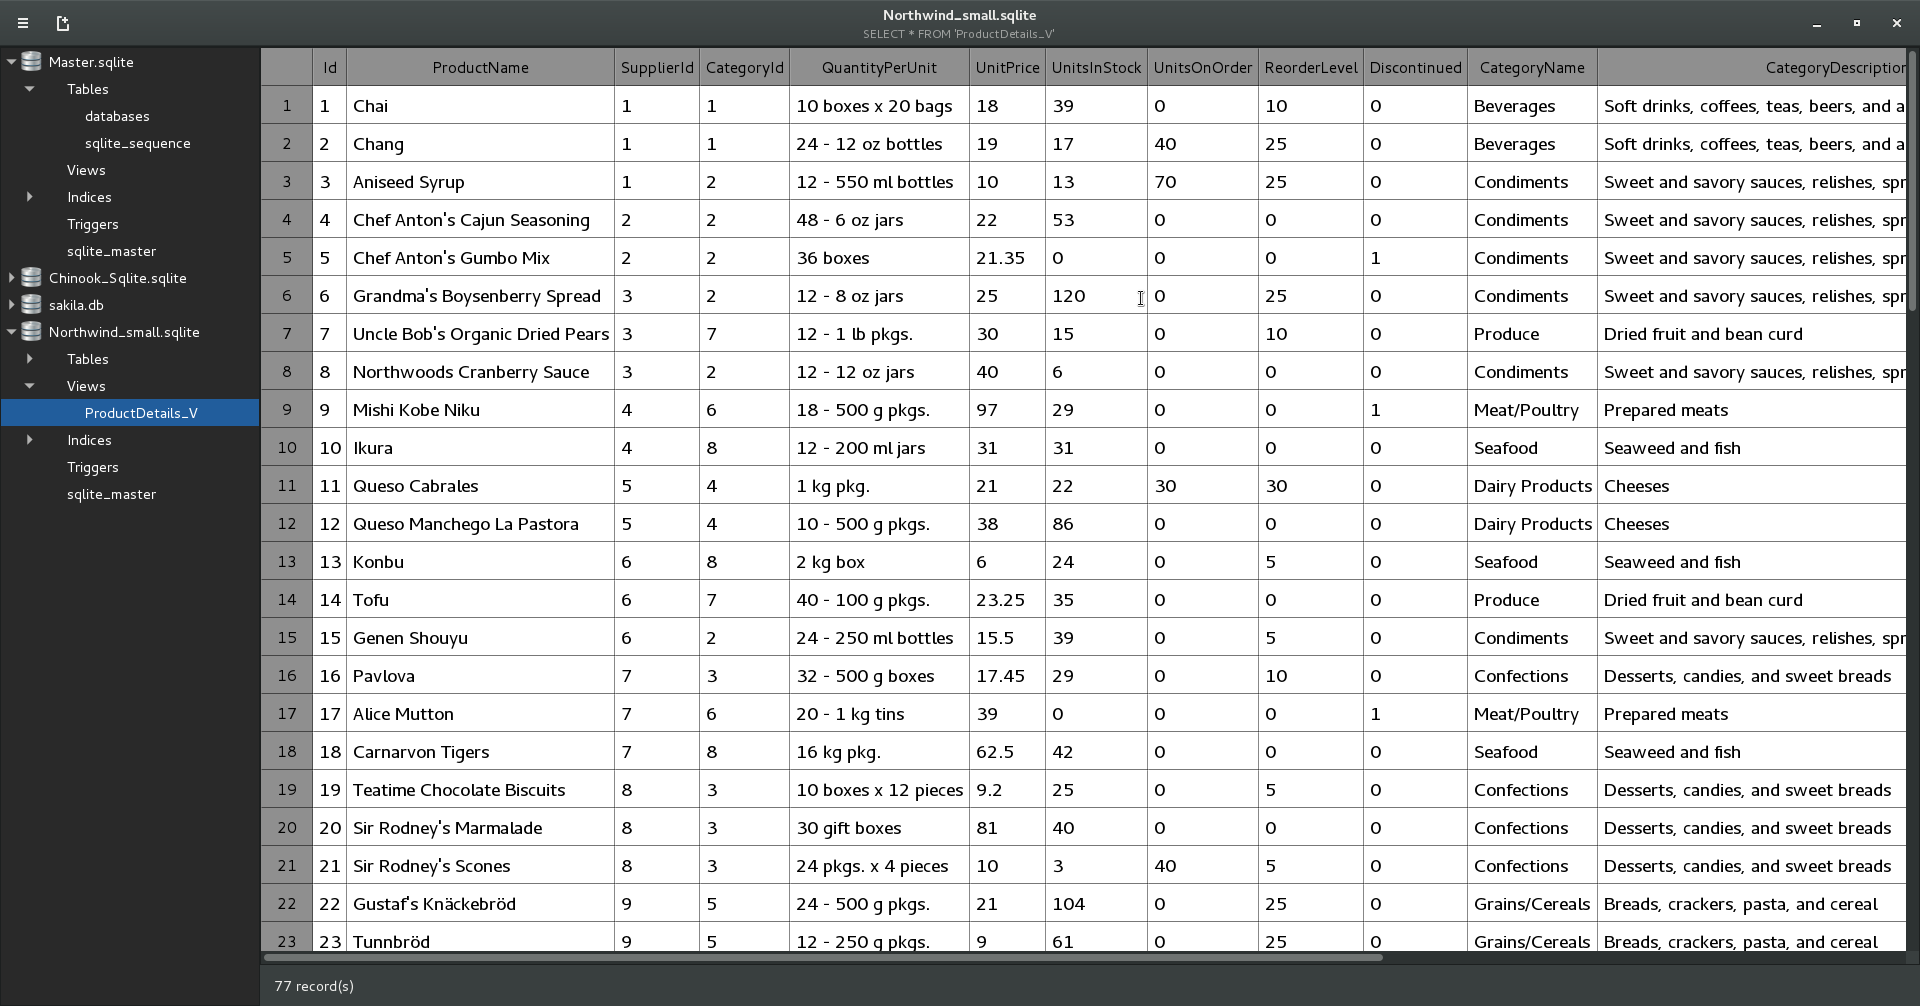 Northwind_small.sqlite
SELECT * FROM 'ProductDetails_V'
Master.sqlite
Tables
databases
sqlite_sequence
Views
Indices
Triggers
sqlite_master
Chinook_Sqlite.sqlite
sakila.db
Northwind_small.sqlite
Tables
Views
ProductDetails_V
Indices
Triggers
sqlite_master
Id ProductName SupplierId CategoryId QuantityPerUnit UnitPrice UnitsInStock UnitsOnOrder ReorderLevel Discontinued CategoryName CategoryDescription
1 1 Chai 1 1 10 boxes x 20 bags 18 39 0 10 0 Beverages Soft drinks, coffees, teas, beers, and a
2 2 Chang 1 1 24 - 12 oz bottles 19 17 40 25 0 Beverages Soft drinks, coffees, teas, beers, and a
3 3 Aniseed Syrup 1 2 12 - 550 ml bottles 10 13 70 25 0 Condiments Sweet and savory sauces, relishes, spr
4 4 Chef Anton's Cajun Seasoning 2 2 48 - 6 oz jars 22 53 0 0 0 Condiments Sweet and savory sauces, relishes, spr
5 5 Chef Anton's Gumbo Mix 2 2 36 boxes 21.35 0 0 0 1 Condiments Sweet and savory sauces, relishes, spr
6 6 Grandma's Boysenberry Spread 3 2 12 - 8 oz jars 25 120 0 25 0 Condiments Sweet and savory sauces, relishes, spr
7 7 Uncle Bob's Organic Dried Pears 3 7 12 - 1 lb pkgs. 30 15 0 10 0 Produce Dried fruit and bean curd
8 8 Northwoods Cranberry Sauce 3 2 12 - 12 oz jars 40 6 0 0 0 Condiments Sweet and savory sauces, relishes, spr
9 9 Mishi Kobe Niku 4 6 18 - 500 g pkgs. 97 29 0 0 1 Meat/Poultry Prepared meats
10 10 Ikura 4 8 12 - 200 ml jars 31 31 0 0 0 Seafood Seaweed and fish
11 11 Queso Cabrales 5 4 1 kg pkg. 21 22 30 30 0 Dairy Products Cheeses
12 12 Queso Manchego La Pastora 5 4 10 - 500 g pkgs. 38 86 0 0 0 Dairy Products Cheeses
13 13 Konbu 6 8 2 kg box 6 24 0 5 0 Seafood Seaweed and fish
14 14 Tofu 6 7 40 - 100 g pkgs. 23.25 35 0 0 0 Produce Dried fruit and bean curd
15 15 Genen Shouyu 6 2 24 - 250 ml bottles 15.5 39 0 5 0 Condiments Sweet and savory sauces, relishes, spr
16 16 Pavlova 7 3 32 - 500 g boxes 17.45 29 0 10 0 Confections Desserts, candies, and sweet breads
17 17 Alice Mutton 7 6 20 - 1 kg tins 39 0 0 0 1 Meat/Poultry Prepared meats
18 18 Carnarvon Tigers 7 8 16 kg pkg. 62.5 42 0 0 0 Seafood Seaweed and fish
19 19 Teatime Chocolate Biscuits 8 3 10 boxes x 12 pieces 9.2 25 0 5 0 Confections Desserts, candies, and sweet breads
20 20 Sir Rodney's Marmalade 8 3 30 gift boxes 81 40 0 0 0 Confections Desserts, candies, and sweet breads
21 21 Sir Rodney's Scones 8 3 24 pkgs. x 4 pieces 10 3 40 5 0 Confections Desserts, candies, and sweet breads
22 22 Gustaf's Knäckebröd 9 5 24 - 500 g pkgs. 21 104 0 25 0 Grains/Cereals Breads, crackers, pasta, and cereal
23 23 Tunnbröd 9 5 12 - 250 g pkgs. 9 61 0 25 0 Grains/Cereals Breads, crackers, pasta, and cereal
77 record(s)